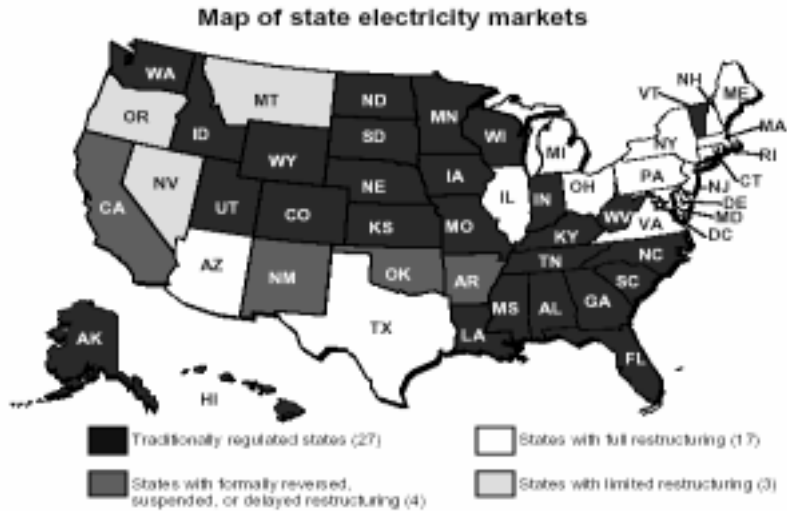 Map of state electricity markets
WA
MT
ND
MN
VT
NH
ME
OR
ID
SD
WI
MI
NY
MA
RI
CT
WY
NE
IA
IL
IN
OH
PA
NJ
DE
MD
DC
CA
NV
UT
CO
KS
MO
KY
WV
VA
AZ
NM
OK
AR
TN
NC
SC
TX
LA
MS
AL
GA
FL
AK
HI
Traditionally regulated states (27)
States with full restructuring (17)
States with formally reversed,
suspended, or delayed restructuring (4)
States with limited restructuring (3)